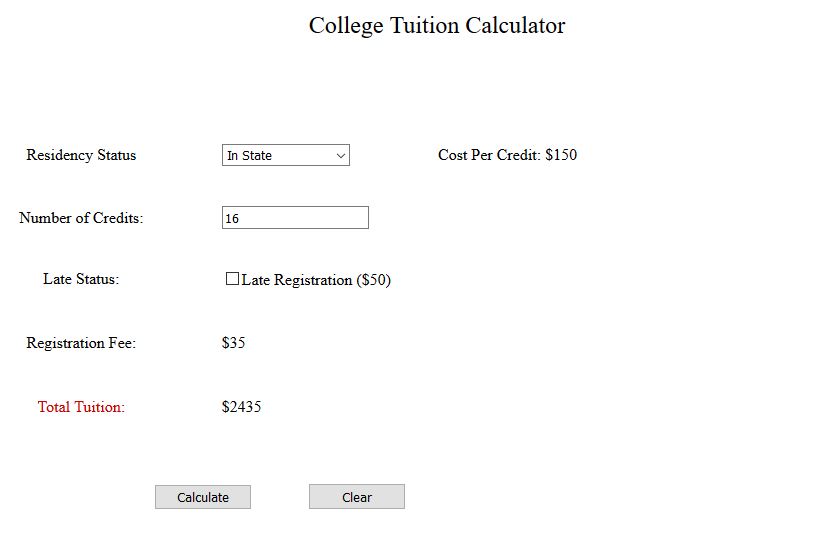 College Tuition Calculator
Residency Status In State Cost Per Credit: $150
Number of Credits: 16
Late Status: Late Registration ($50)
Registration Fee: $35
Total Tuition: $2435
Calculate Clear